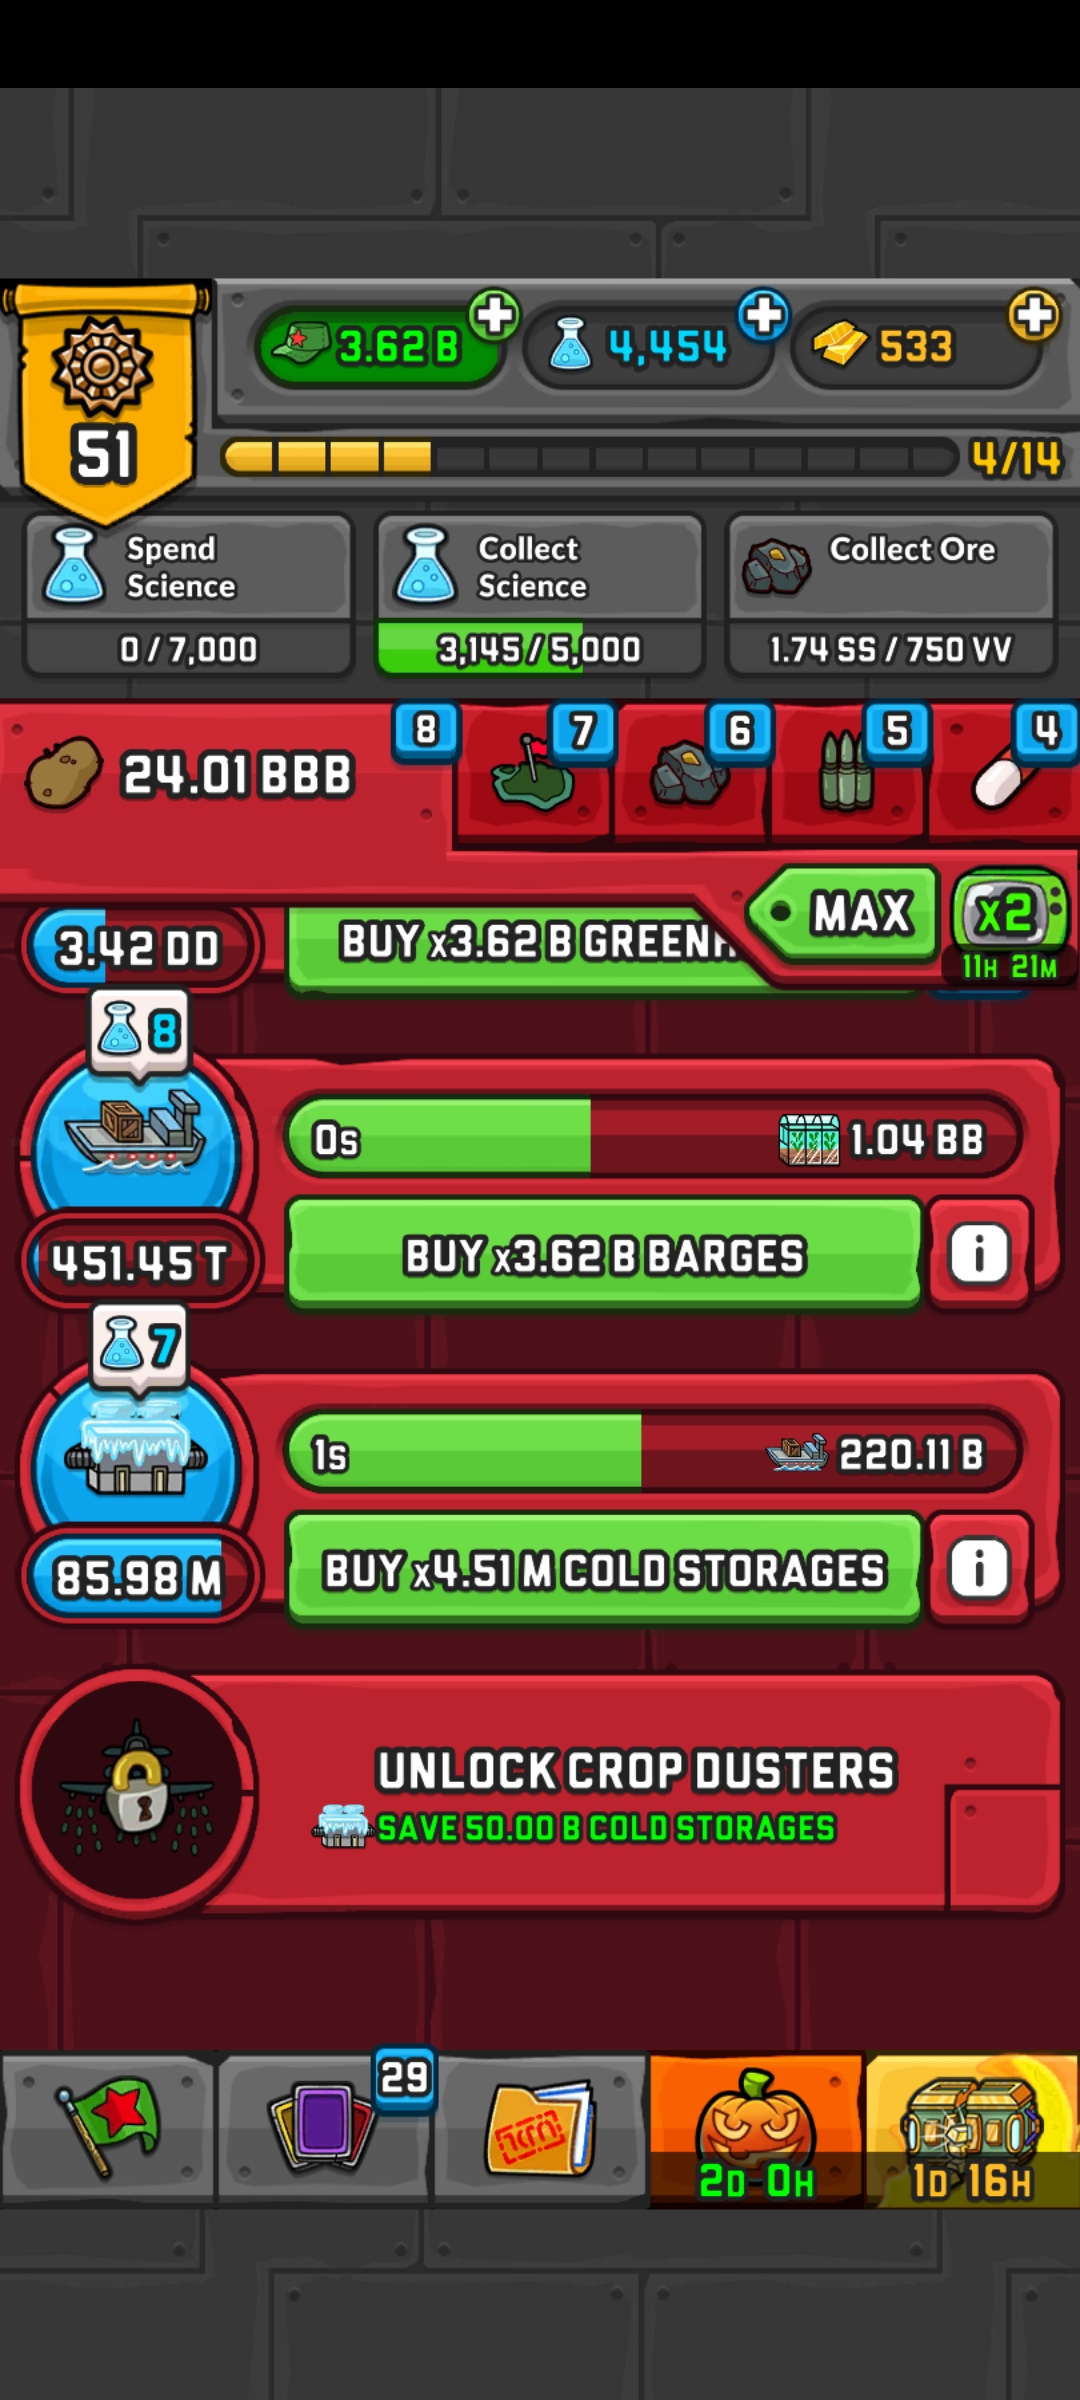 3.62 B
4,454
533
51
4/14
Spend
Science
0 / 7,000
Collect
Science
3,145 / 5,000
Collect Ore
1.74 SS / 750 VV
24.01 BBB
8
7
6
5
4
MAX
x2
11H 21M
3.42 DD
BUY x3.62 B
8
0s
1.04 BB
451.45 T
BUY x3.62 B BARGES
i
7
1s
220.11 B
85.98 M
BUY x4.51 M COLD STORAGES
i
UNLOCK CROP DUSTERS
SAVE 50.00 B COLD STORAGES
29
2D 0H
1D 16H